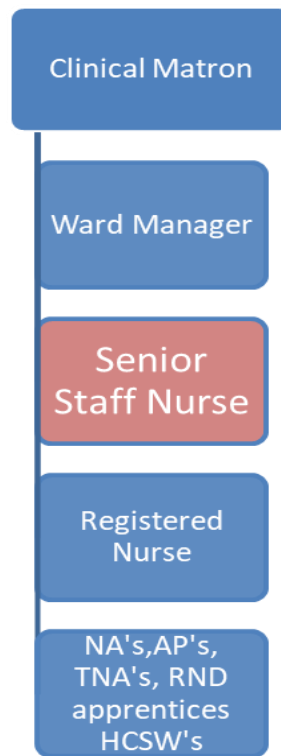 Clinical Matron
Ward Manager
Senior
Staff Nurse
Registered
Nurse
NA's,AP's,
TNA's, RND
apprentices
HCSW's